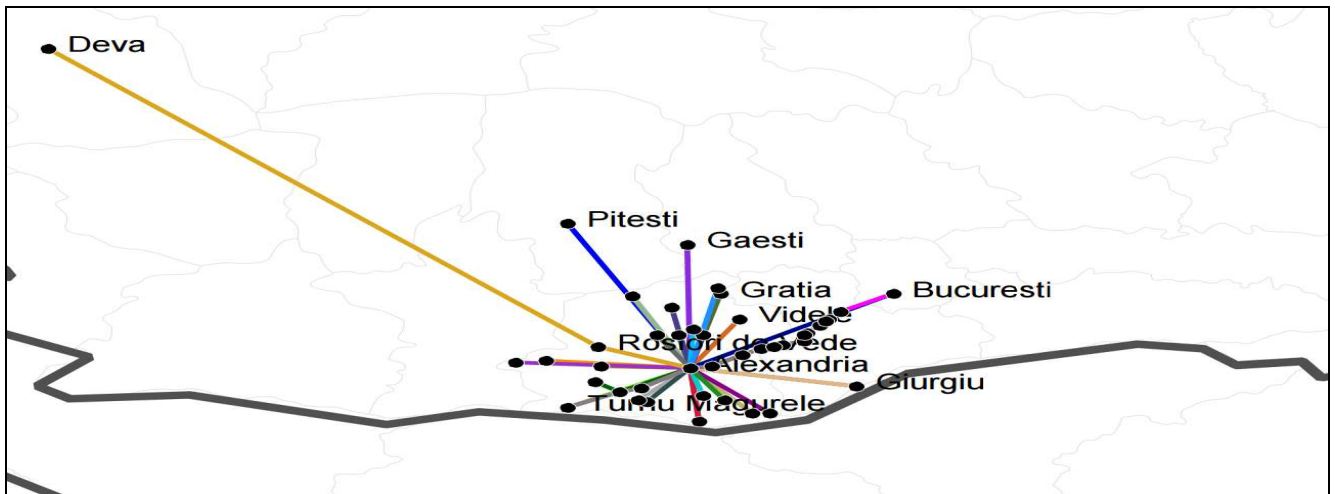 Deva
Pitesti
Gaesti
Gratia
Bucuresti
Videle
Rosiori de Vede
Alexandria
Giurgiu
Turnu Magurele